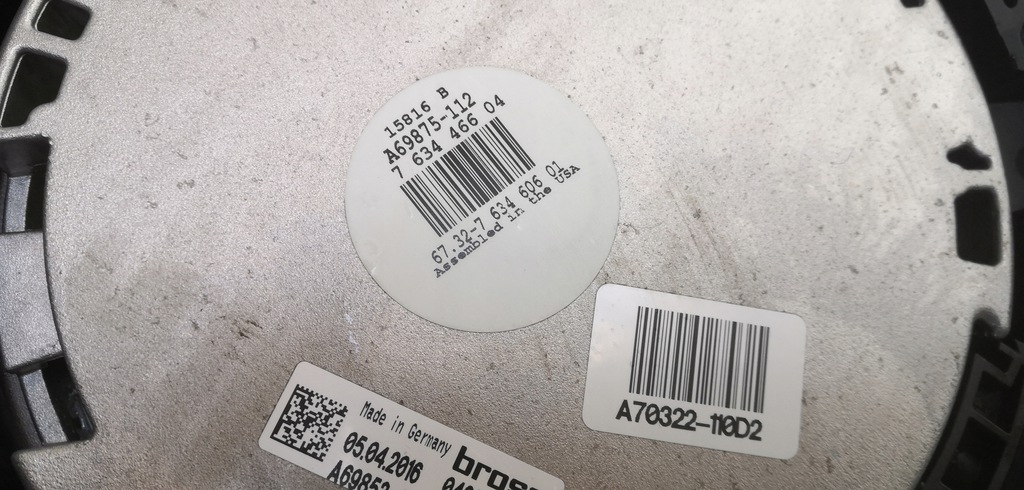 15816 B
A69875-112
7 634 466 04
67.32-7 634 606 01
Assembled in the USA
A70322-110D2
Made in Germany
05.04.2016